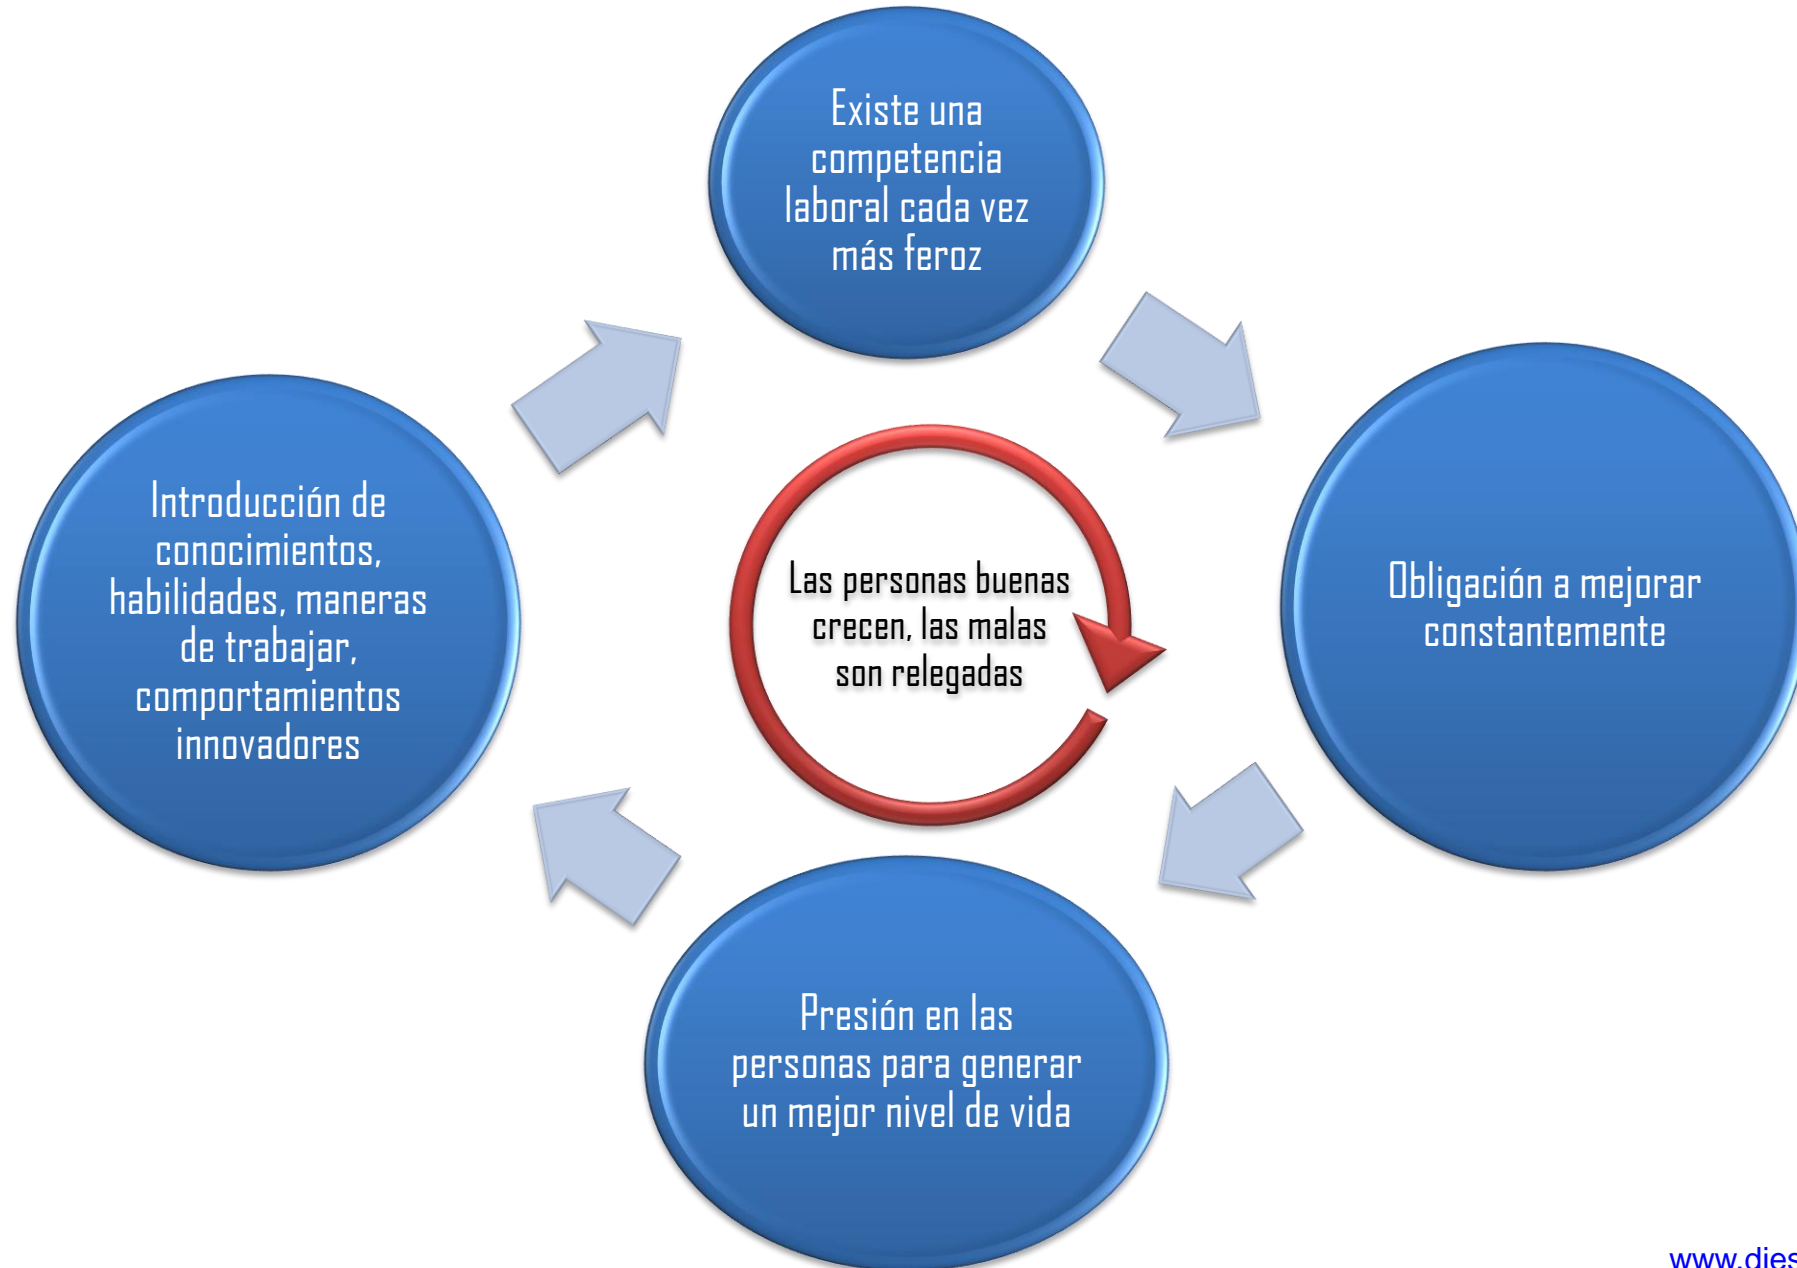 Existe una
competencia
laboral cada vez
más feroz
Obligación a mejorar
constantemente
Presión en las
personas para generar
un mejor nivel de vida
Introducción de
conocimientos,
habilidades, maneras
de trabajar,
comportamientos
innovadores
Las personas buenas
crecen, las malas
son relegadas
www.dies